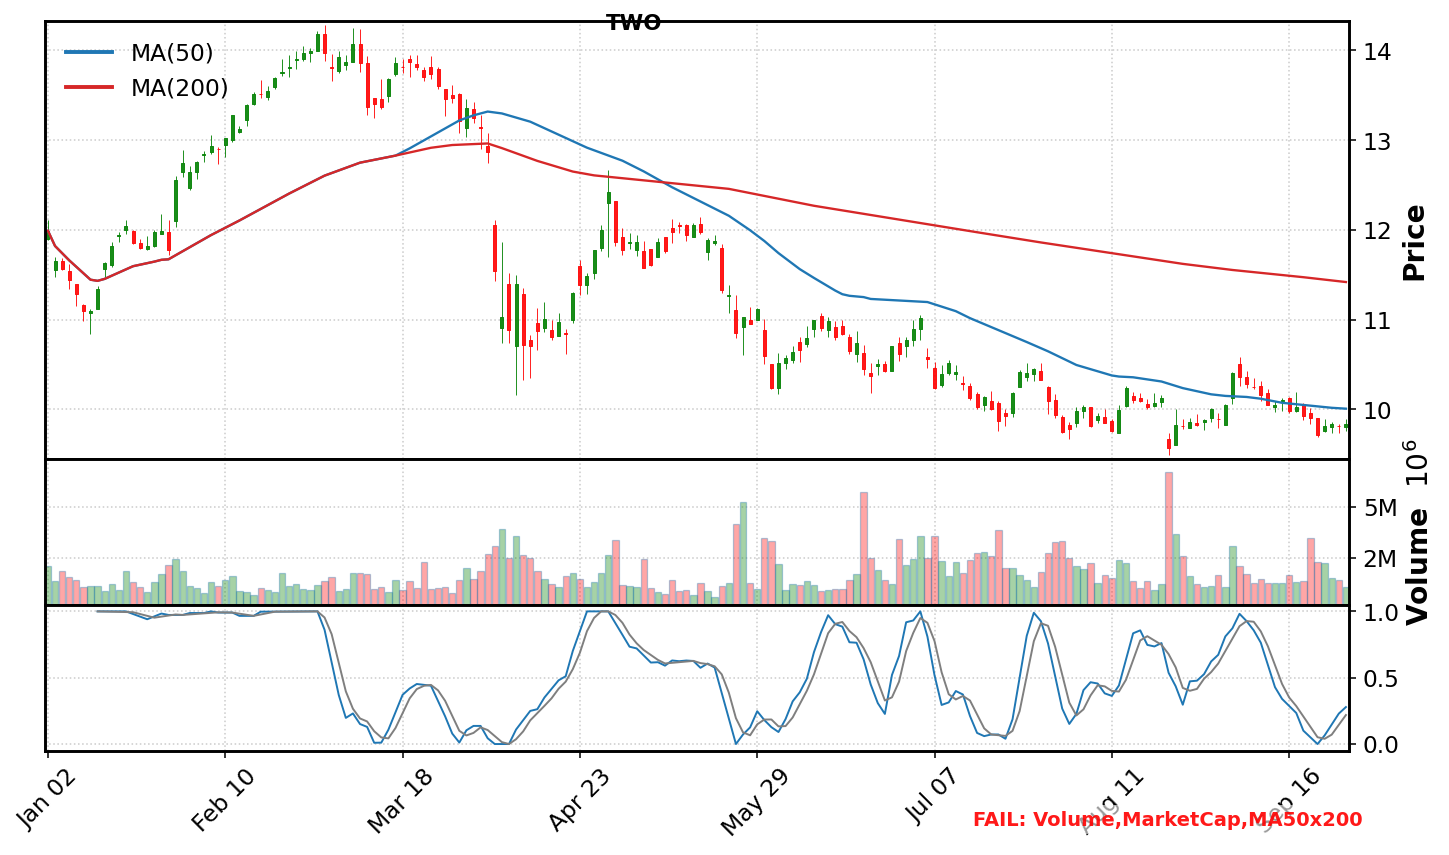 TWO
MA(50)
MA(200)
14
13
12
11
10
Price
10^6
Volume
5M
2M
1.0
0.5
0.0
Jan 02
Feb 10
Mar 18
Apr 23
May 29
Jul 07
Aug 11
Sep 16
FAIL: Volume,MarketCap,MA50x200